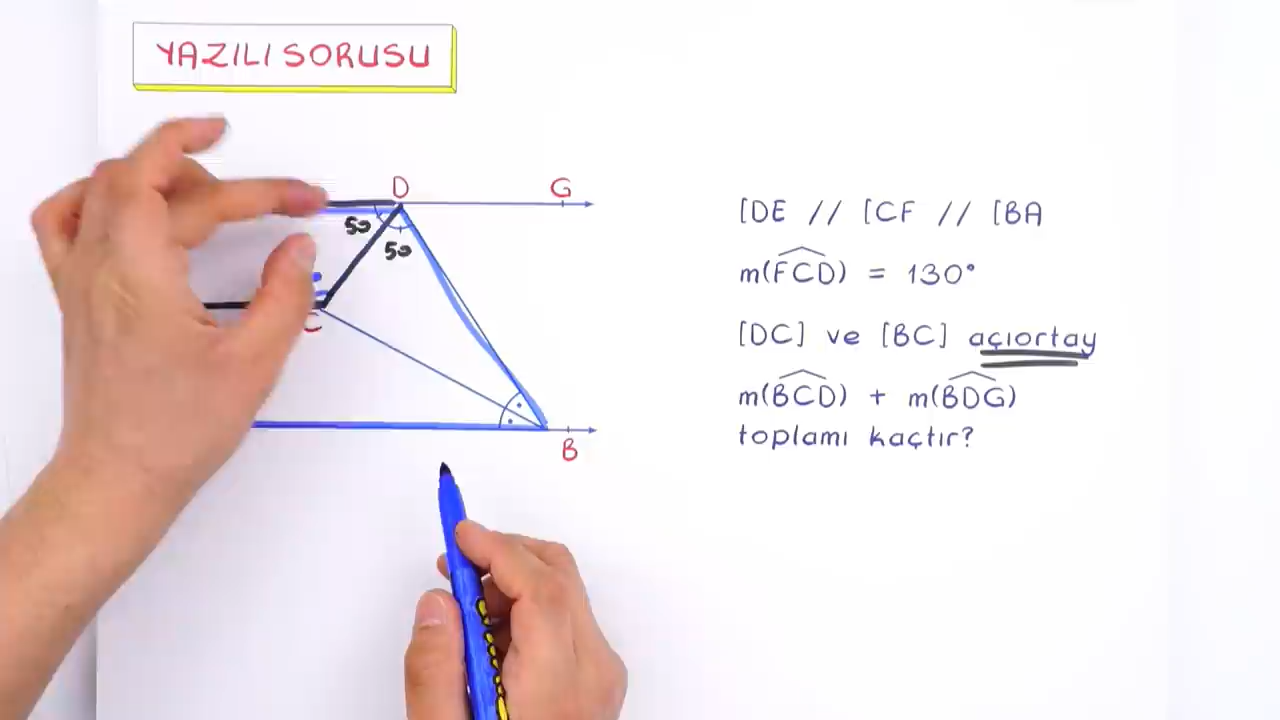 YAZILI SORUSU
D
G
50
50
C
B
[DE // [CF // [BA
m(FCD) = 130°
[DC] ve [BC] açıortay
m(BCD) + m(BDG)
toplamı kaçtır?